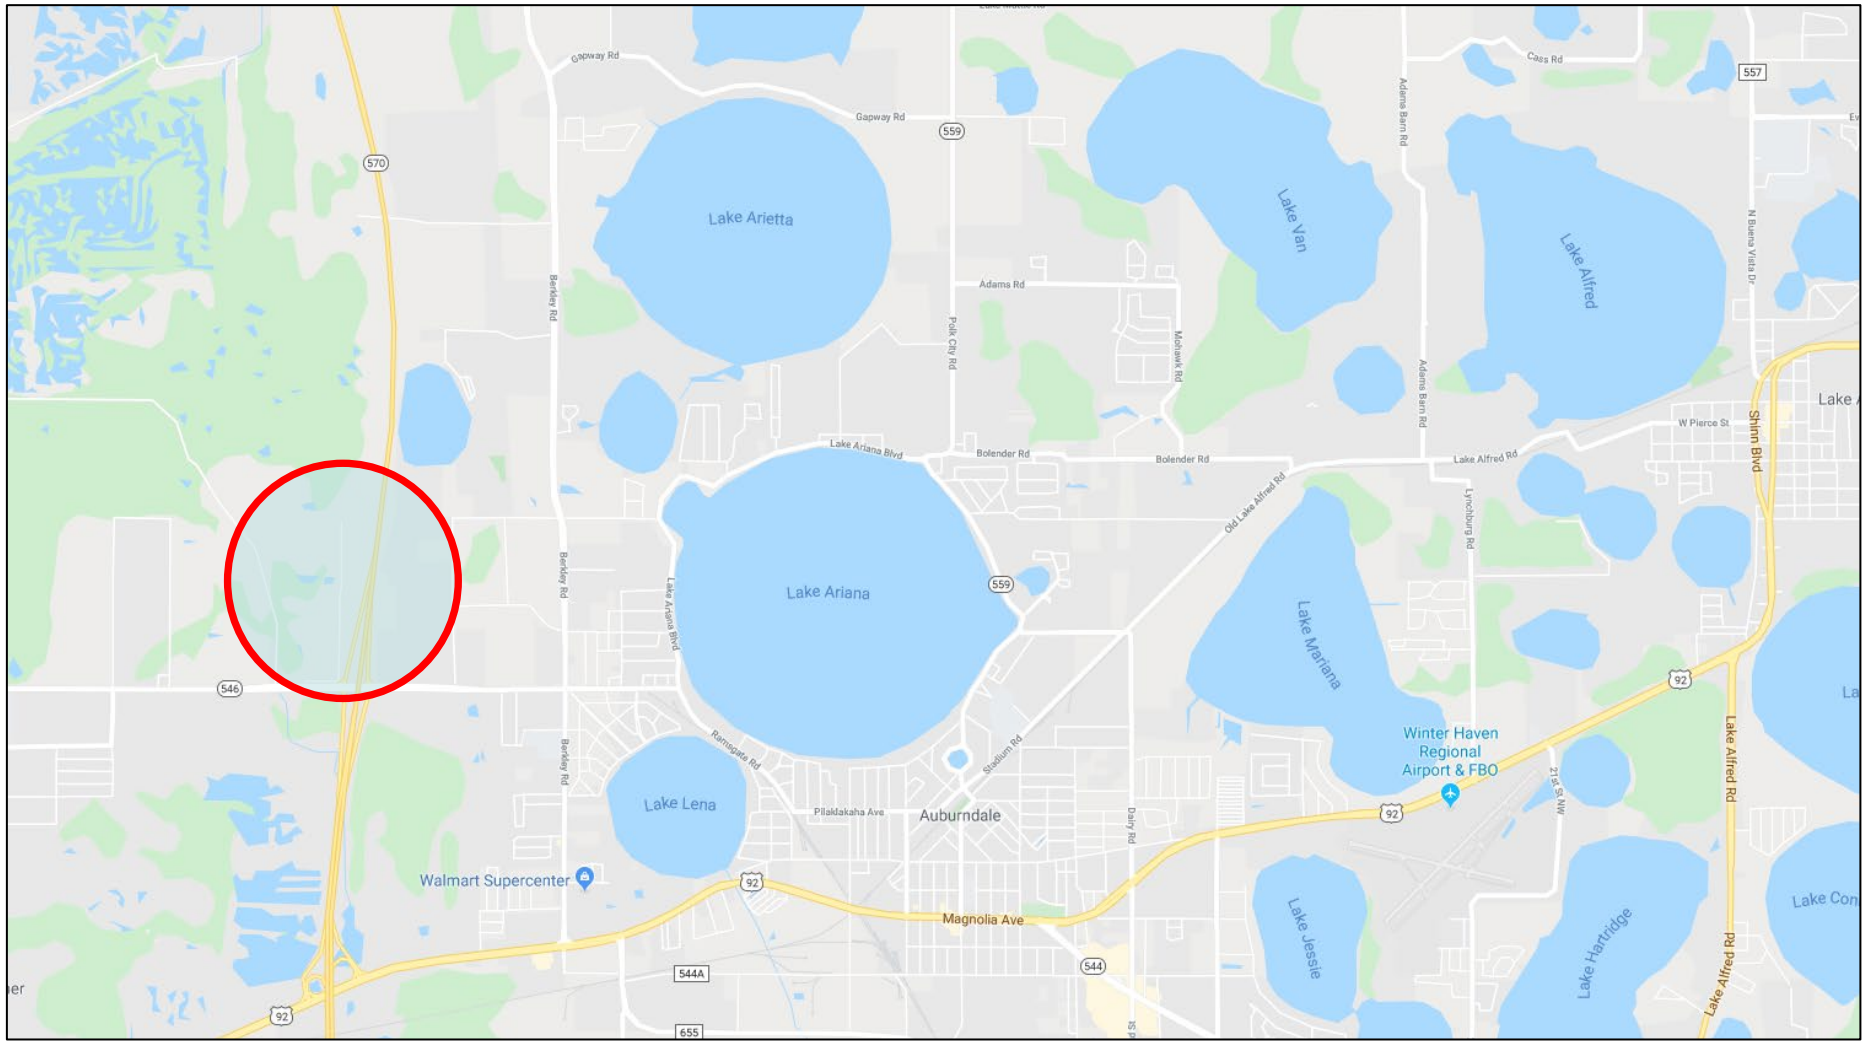 Gapway Rd
Cass Rd
557
Adams Barn Rd
Gapway Rd
559
570
Lake Arietta
Lake Van
Lake Alfred
N Buena Vista Dr
Berkley Rd
Adams Rd
Polk City Rd
Mohawk Rd
Adams Barn Rd
Lake
Shinn Blvd
W Pierce St
Lake Ariana Blvd
Bolender Rd
Bolender Rd
Lake Alfred Rd
Old Lake Alfred Rd
Lynchburg Rd
Berkley Rd
Lake Ariana Blvd
Lake Ariana
559
Lake Mariana
546
92
La
Lake Alfred Rd
Ramsgate Rd
Stadium Rd
Berkley Rd
Winter Haven
Regional
Airport & FBO
21st St NW
Lake Lena
Pilaklakaha Ave
Auburndale
Dairy Rd
92
Walmart Supercenter
92
Magnolia Ave
Lake Jessie
Lake Hartridge
Lake Con
544A
544
Lake Alfred Rd
ner
92
655